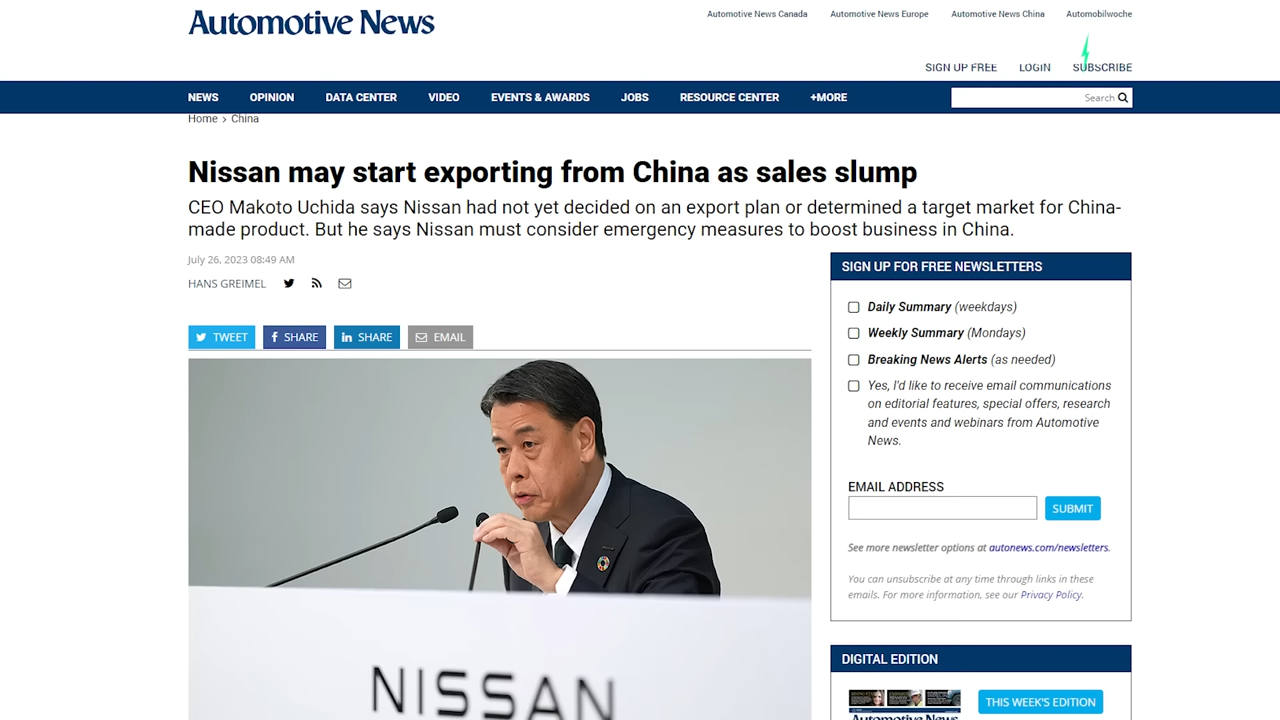 Automotive News
Automotive News Canada
Automotive News Europe
Automotive News China
Automobilwoche
SIGN UP FREE
LOGIN
SUBSCRIBE
NEWS
OPINION
DATA CENTER
VIDEO
EVENTS & AWARDS
JOBS
RESOURCE CENTER
+MORE
Search
Home > China
Nissan may start exporting from China as sales slump
CEO Makoto Uchida says Nissan had not yet decided on an export plan or determined a target market for China-
made product. But he says Nissan must consider emergency measures to boost business in China.
July 26, 2023 08:49 AM
HANS GREIMEL
TWEET
SHARE
SHARE
EMAIL
NISSAN
SIGN UP FOR FREE NEWSLETTERS
Daily Summary (weekdays)
Weekly Summary (Mondays)
Breaking News Alerts (as needed)
Yes, I'd like to receive email communications
on editorial features, special offers, research
and events and webinars from Automotive
News.
EMAIL ADDRESS
SUBMIT
See more newsletter options at autonews.com/newsletters.
You can unsubscribe at any time through links in these
emails. For more information, see our Privacy Policy.
DIGITAL EDITION
Automotive News
THIS WEEK'S EDITION